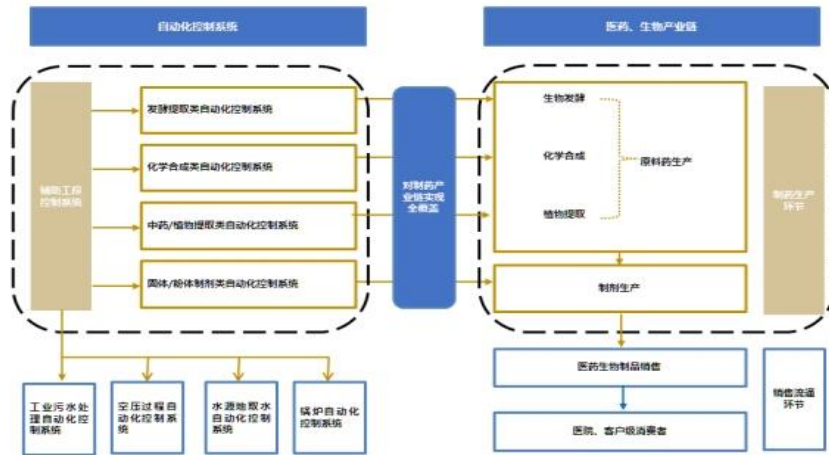 自动化控制系统
医药、生物产业链
辅助工段
控制系统
发酵提取类自动化控制系统
化学合成类自动化控制系统
中药/植物提取类自动化控制系统
固体/粉体制剂类自动化控制系统
对制药产
业链实现
全覆盖
生物发酵
化学合成
植物提取
原料药生产
制剂生产
制药生产
环节
工业污水处
理自动化控
制系统
空压过程自
动化控制系
统
水源地取水
自动化控制
系统
锅炉自动化
控制系统
医药生物制品销售
医院、客户级消费者
销售流通
环节